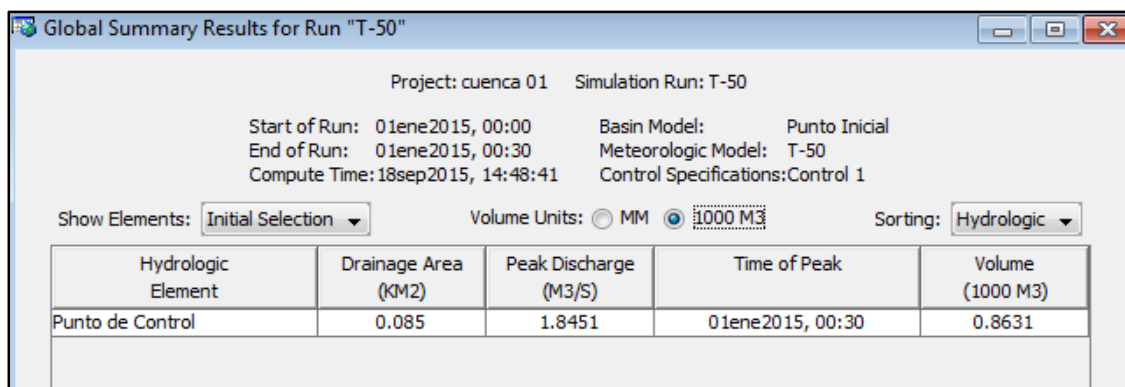 Global Summary Results for Run "T-50"
Project: cuenca 01 Simulation Run: T-50
Start of Run: 01ene2015, 00:00 Basin Model: Punto Inicial
End of Run: 01ene2015, 00:30 Meteorologic Model: T-50
Compute Time:18sep2015, 14:48:41 Control Specifications:Control 1
Show Elements: Initial Selection Volume Units: MM 1000 M3 Sorting: Hydrologic
Hydrologic Drainage Area Peak Discharge Time of Peak Volume
Element (KM2) (M3/S) (1000 M3)
Punto de Control 0.085 1.8451 01ene2015, 00:30 0.8631